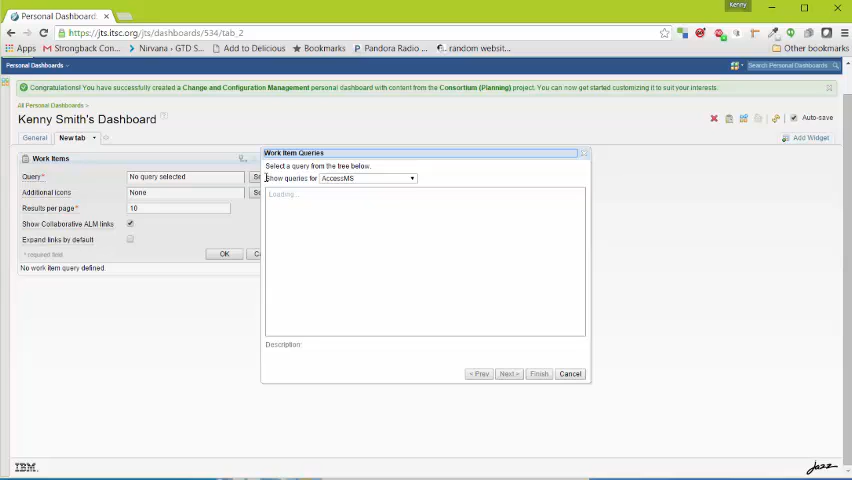 Kenny
Personal Dashboards
https://jts.itsc.org/jts/dashboards/534/tab_2
Apps
Strongback Con...
Nirvana - GTD S...
Add to Delicious
Bookmarks
Pandora Radio ...
random websit...
Other bookmarks
Personal Dashboards
Search Personal Dashboards
Congratulations! You have successfully created a Change and Configuration Management personal dashboard with content from the Consortium (Planning) project. You can now get started customizing it to suit your interests.
All Personal Dashboards >
Kenny Smith's Dashboard
Auto-save
General
New tab
Add Widget
Work Items
Query*
No query selected
Additional Icons
None
Results per page*
10
Show Collaborative ALM links
Expand links by default
* required field
OK
No work item query defined.
Work Item Queries
Select a query from the tree below.
Show queries for
AccessMS
Loading...
Description:
< Prev
Next >
Finish
Cancel
IBM
Jazz